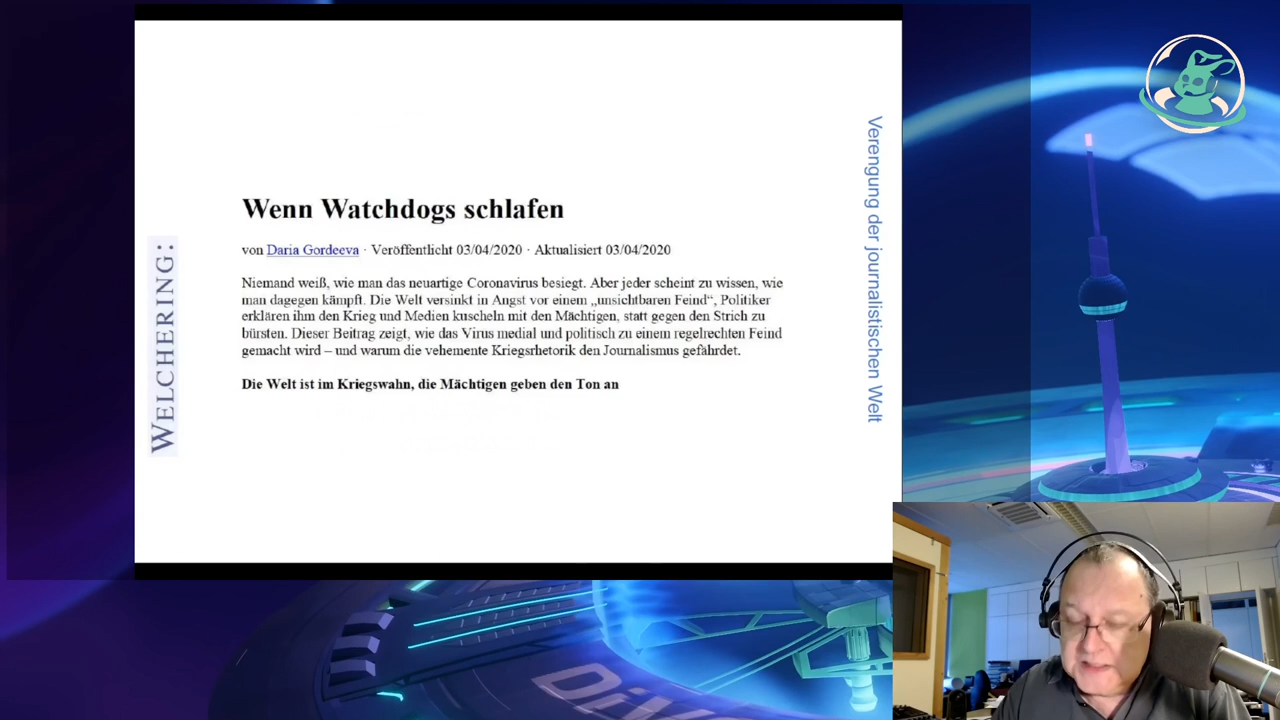 WELCHERING:
Wenn Watchdogs schlafen
von Daria Gordeeva · Veröffentlicht 03/04/2020 · Aktualisiert 03/04/2020
Niemand weiß, wie man das neuartige Coronavirus besiegt. Aber jeder scheint zu wissen, wie
man dagegen kämpft. Die Welt versinkt in Angst vor einem „unsichtbaren Feind“, Politiker
erklären ihm den Krieg und Medien kuscheln mit den Mächtigen, statt gegen den Strich zu
bürsten. Dieser Beitrag zeigt, wie das Virus medial und politisch zu einem regelrechten Feind
gemacht wird – und warum die vehemente Kriegsrhetorik den Journalismus gefährdet.
Die Welt ist im Kriegswahn, die Mächtigen geben den Ton an
Verengung der journalistischen Welt